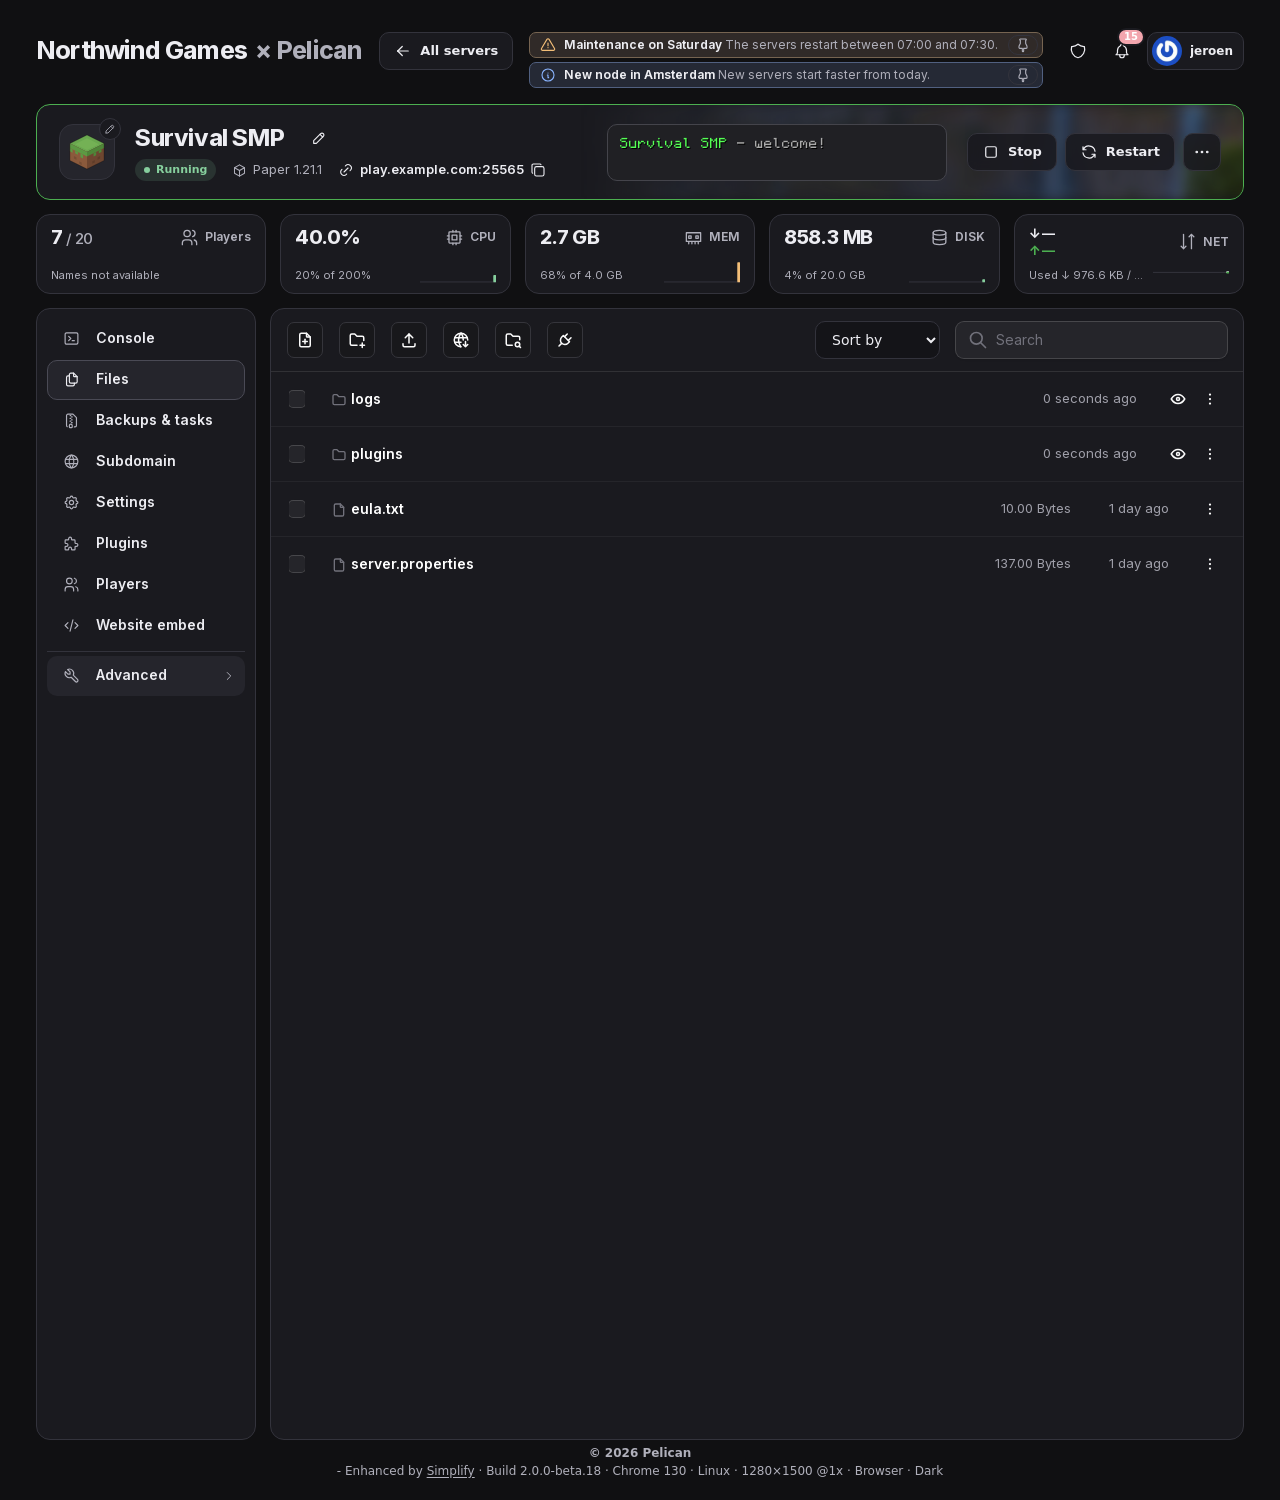 Northwind Games × Pelican
All servers
Maintenance on Saturday The servers restart between 07:00 and 07:30.
New node in Amsterdam New servers start faster from today.
15
jeroen
Survival SMP
Running
Paper 1.21.1
play.example.com:25565
Survival SMP - welcome!
Stop
Restart
7 / 20
Players
Names not available
40.0%
CPU
20% of 200%
2.7 GB
MEM
68% of 4.0 GB
858.3 MB
DISK
4% of 20.0 GB
↓—
↑—
NET
Used ↓ 976.6 KB / ...
Console
Files
Backups & tasks
Subdomain
Settings
Plugins
Players
Website embed
Advanced
Sort by
Search
logs 0 seconds ago
plugins 0 seconds ago
eula.txt 10.00 Bytes 1 day ago
server.properties 137.00 Bytes 1 day ago
© 2026 Pelican
- Enhanced by Simplify · Build 2.0.0-beta.18 · Chrome 130 · Linux · 1280×1500 @1x · Browser · Dark